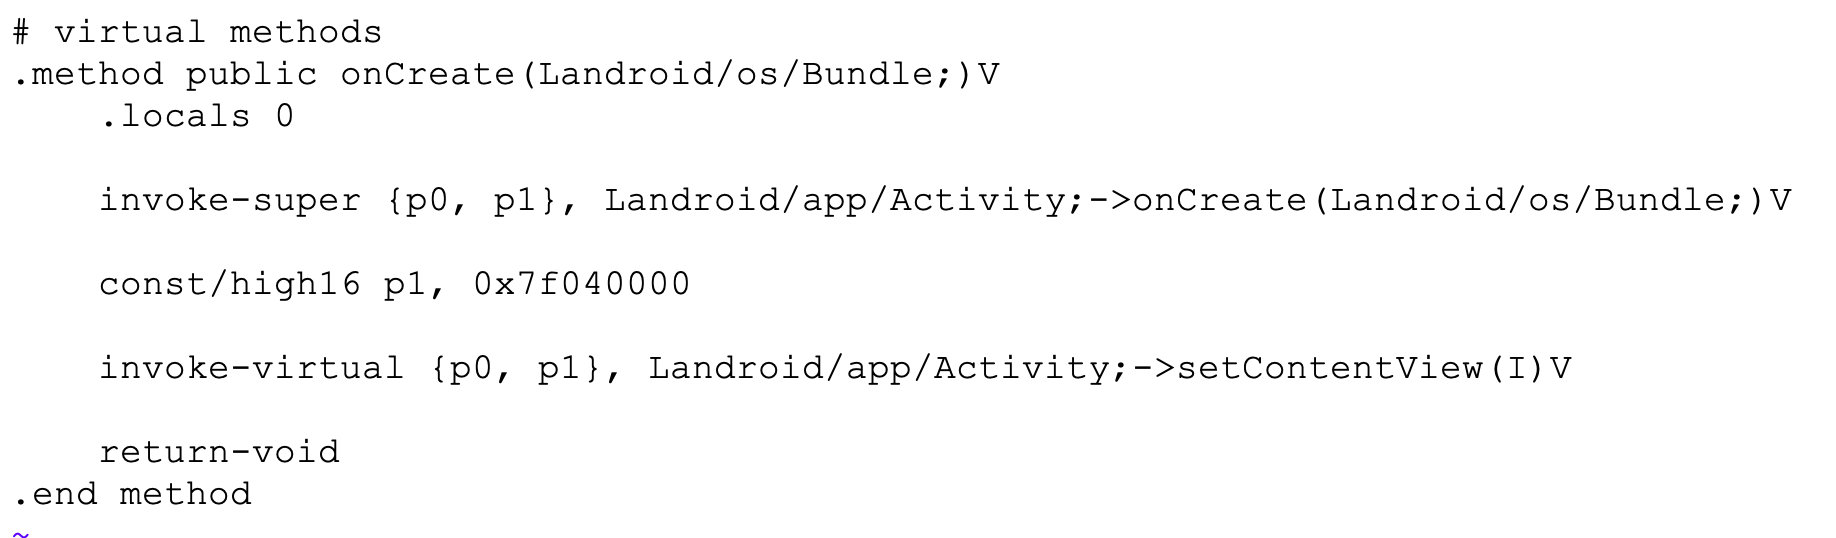 # virtual methods
.method public onCreate(Landroid/os/Bundle;)V
    .locals 0
    invoke-super {p0, p1}, Landroid/app/Activity;->onCreate(Landroid/os/Bundle;)V
    const/high16 p1, 0x7f040000
    invoke-virtual {p0, p1}, Landroid/app/Activity;->setContentView(I)V
    return-void
.end method
~